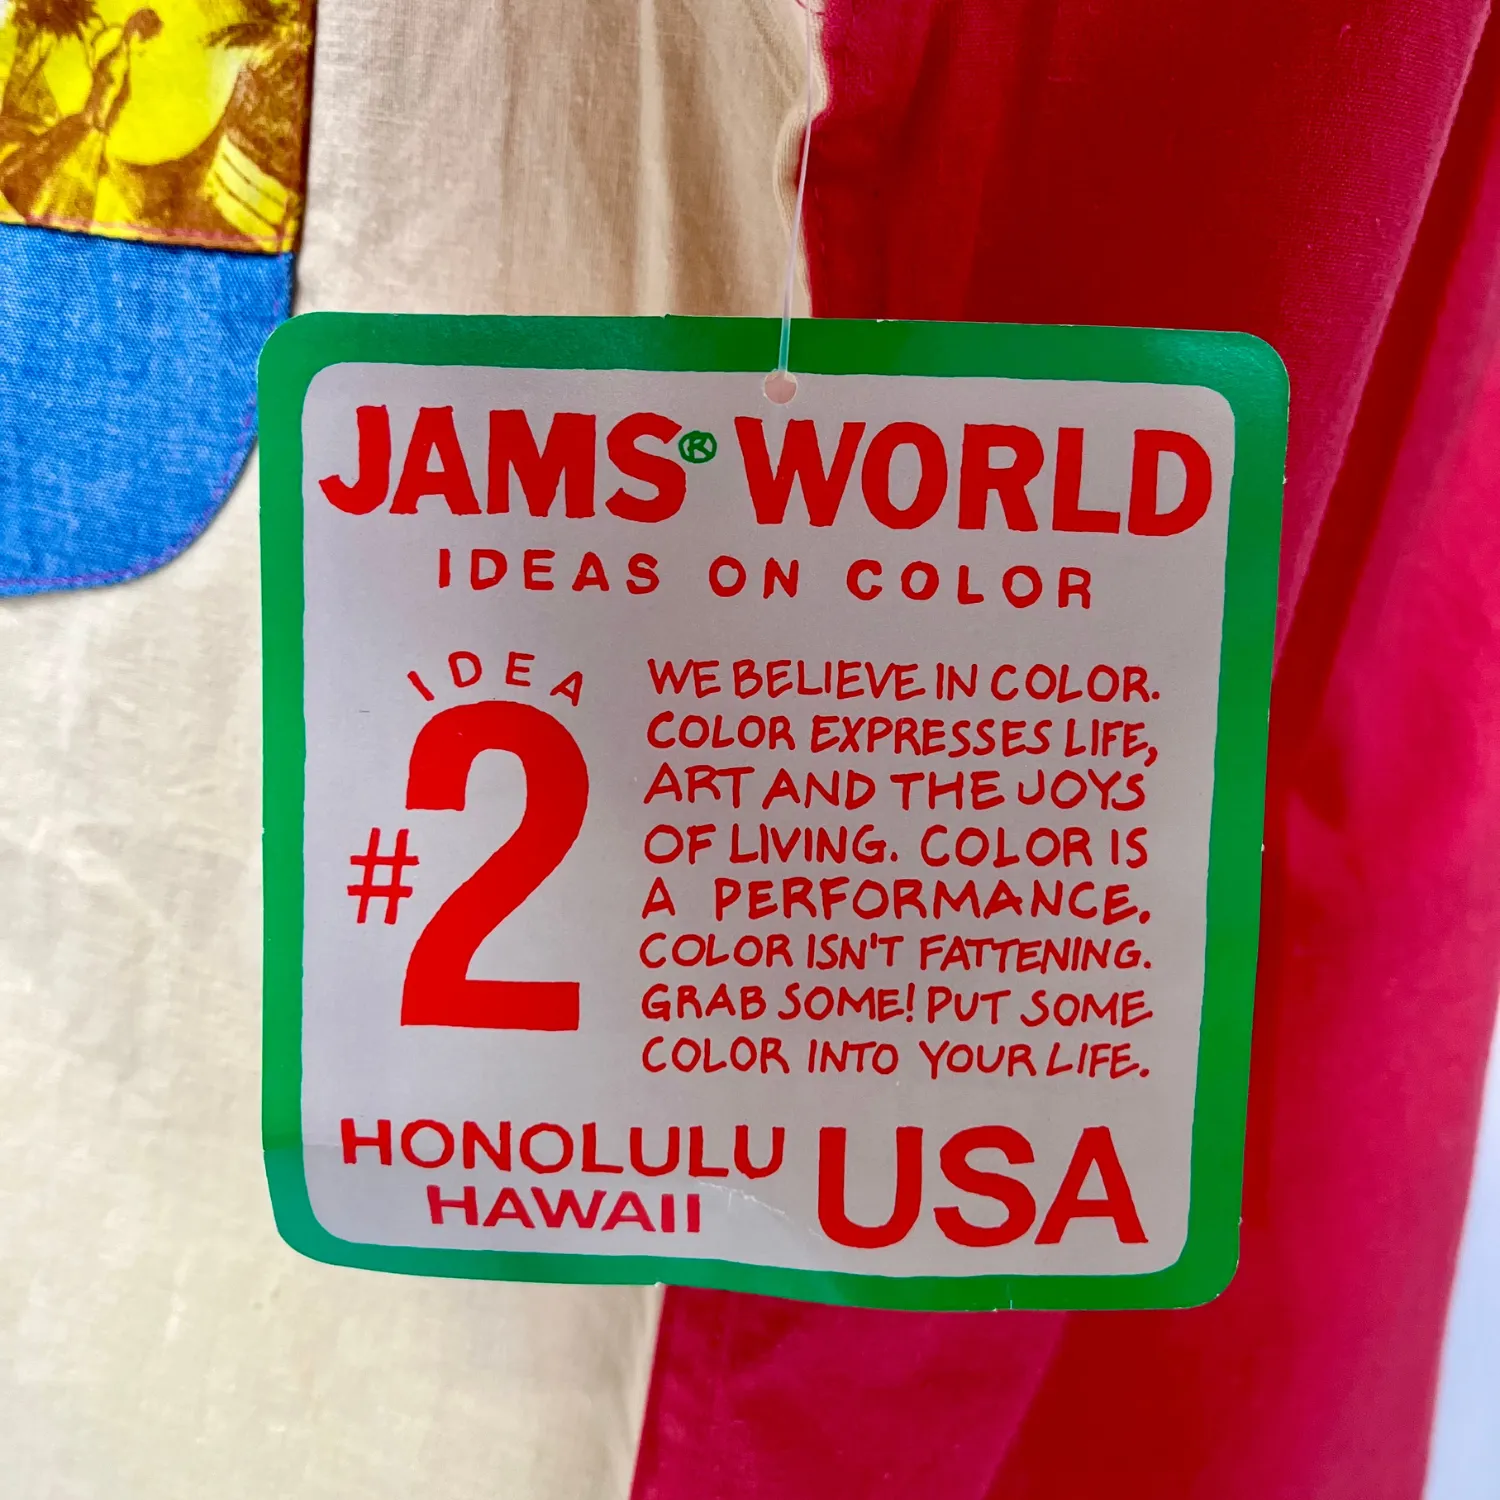 JAMS® WORLD
IDEAS ON COLOR
IDEA
#2
WE BELIEVE IN COLOR.
COLOR EXPRESSES LIFE,
ART AND THE JOYS
OF LIVING. COLOR IS
A PERFORMANCE.
COLOR ISN'T FATTENING.
GRAB SOME! PUT SOME
COLOR INTO YOUR LIFE.
HONOLULU
HAWAII
USA